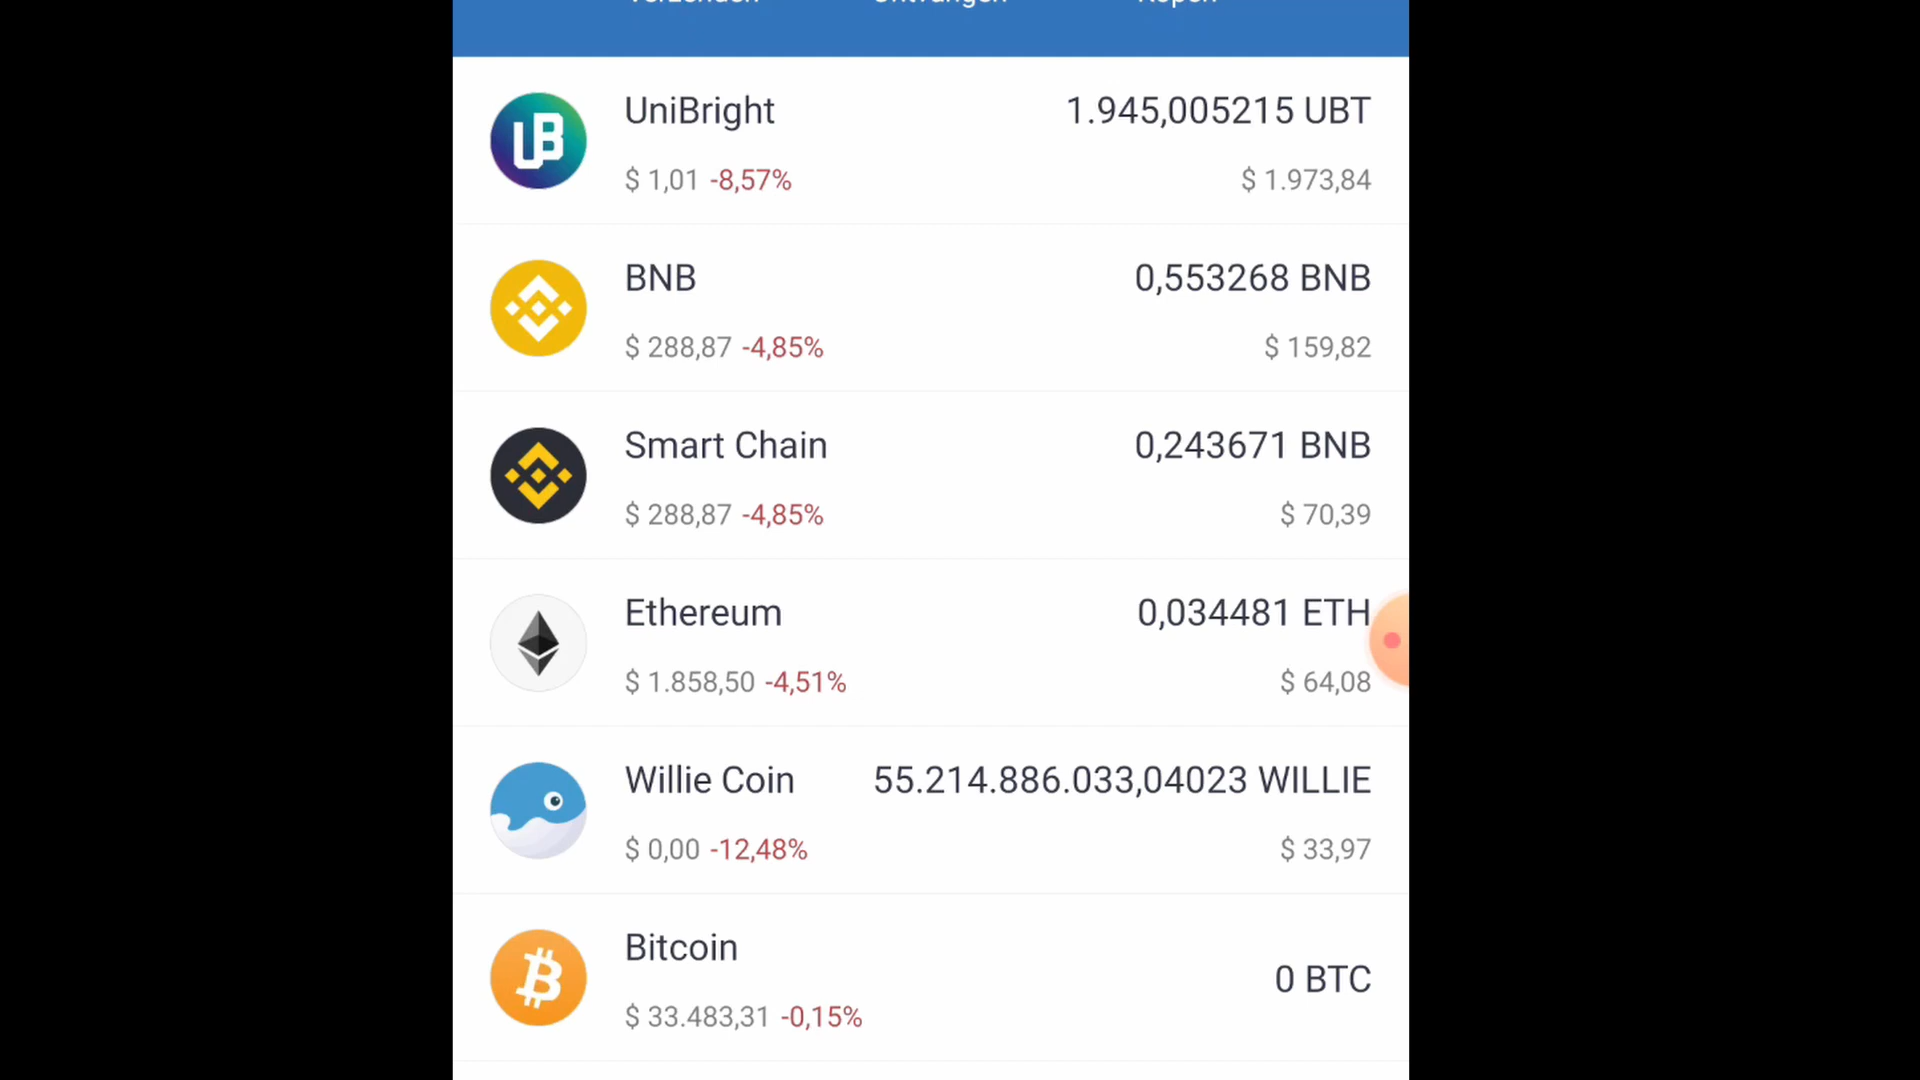 Verzenden Ontvangen Kopen
UniBright 1.945,005215 UBT
$ 1,01 -8,57% $ 1.973,84
BNB 0,553268 BNB
$ 288,87 -4,85% $ 159,82
Smart Chain 0,243671 BNB
$ 288,87 -4,85% $ 70,39
Ethereum 0,034481 ETH
$ 1.858,50 -4,51% $ 64,08
Willie Coin 55.214.886.033,04023 WILLIE
$ 0,00 -12,48% $ 33,97
Bitcoin
0 BTC
$ 33.483,31 -0,15%